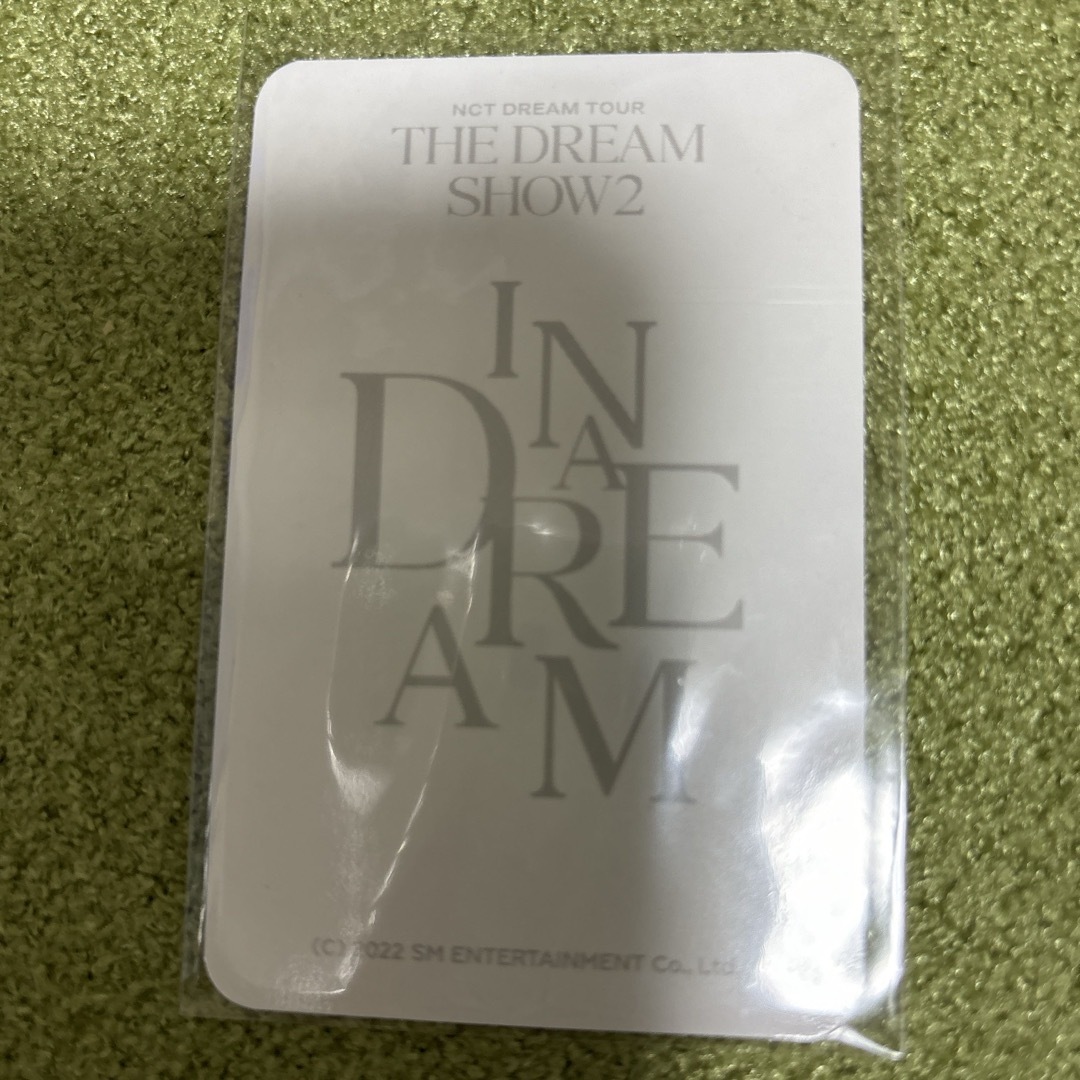 NCT DREAM TOUR
THE DREAM
SHOW2
IN
A
DREAM
(C) 2022 SM ENTERTAINMENT Co., Ltd.